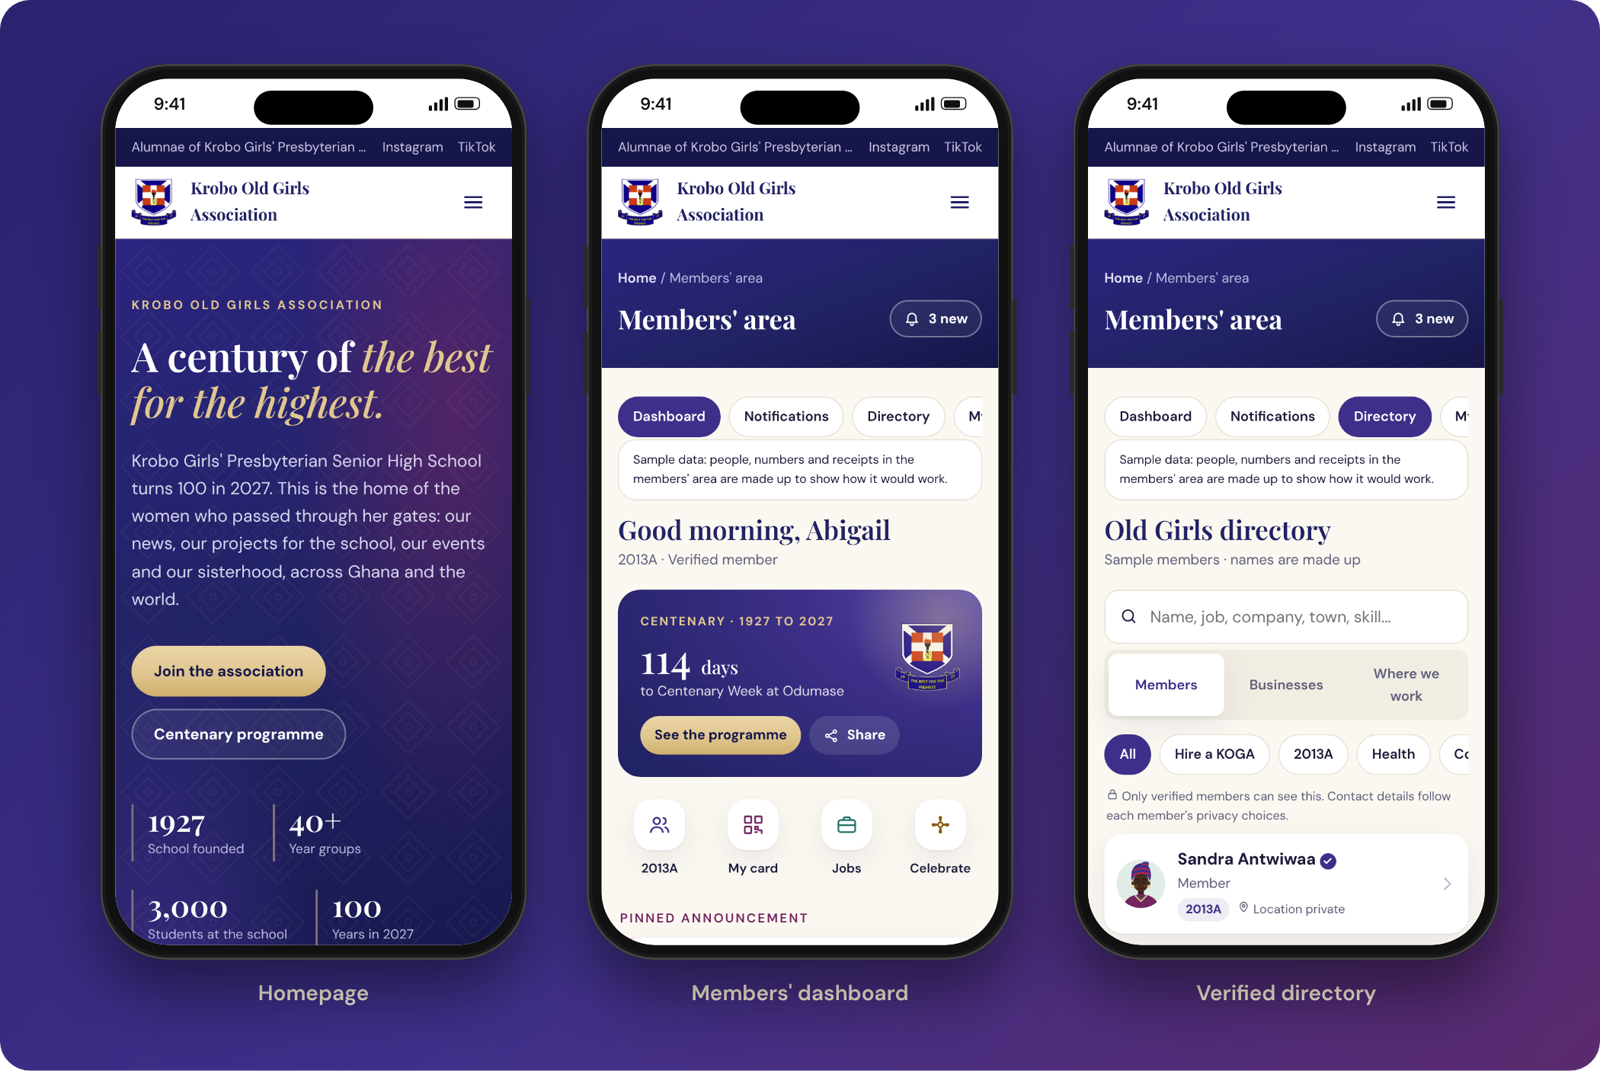 9:41
Alumnae of Krobo Girls' Presbyterian ... Instagram TikTok
Krobo Old Girls
Association
KROBO OLD GIRLS ASSOCIATION
A century of the best
for the highest.
Krobo Girls' Presbyterian Senior High School
turns 100 in 2027. This is the home of the
women who passed through her gates: our
news, our projects for the school, our events
and our sisterhood, across Ghana and the
world.
Join the association
Centenary programme
1927
School founded
40+
Year groups
3,000
Students at the school
100
Years in 2027
Homepage
9:41
Alumnae of Krobo Girls' Presbyterian ... Instagram TikTok
Krobo Old Girls
Association
Home / Members' area
Members' area
3 new
Dashboard Notifications Directory
Sample data: people, numbers and receipts in the
members' area are made up to show how it would work.
Good morning, Abigail
2013A · Verified member
CENTENARY · 1927 TO 2027
114 days
to Centenary Week at Odumase
THE BEST FOR THE
HIGHEST
See the programme
Share
2013A My card Jobs Celebrate
PINNED ANNOUNCEMENT
Members' dashboard
9:41
Alumnae of Krobo Girls' Presbyterian ... Instagram TikTok
Krobo Old Girls
Association
Home / Members' area
Members' area
3 new
Dashboard Notifications Directory
Sample data: people, numbers and receipts in the
members' area are made up to show how it would work.
Old Girls directory
Sample members · names are made up
Name, job, company, town, skill...
Members Businesses Where we
work
All Hire a KOGA 2013A Health
Only verified members can see this. Contact details follow
each member's privacy choices.
Sandra Antwiwaa
Member
2013A Location private
Verified directory